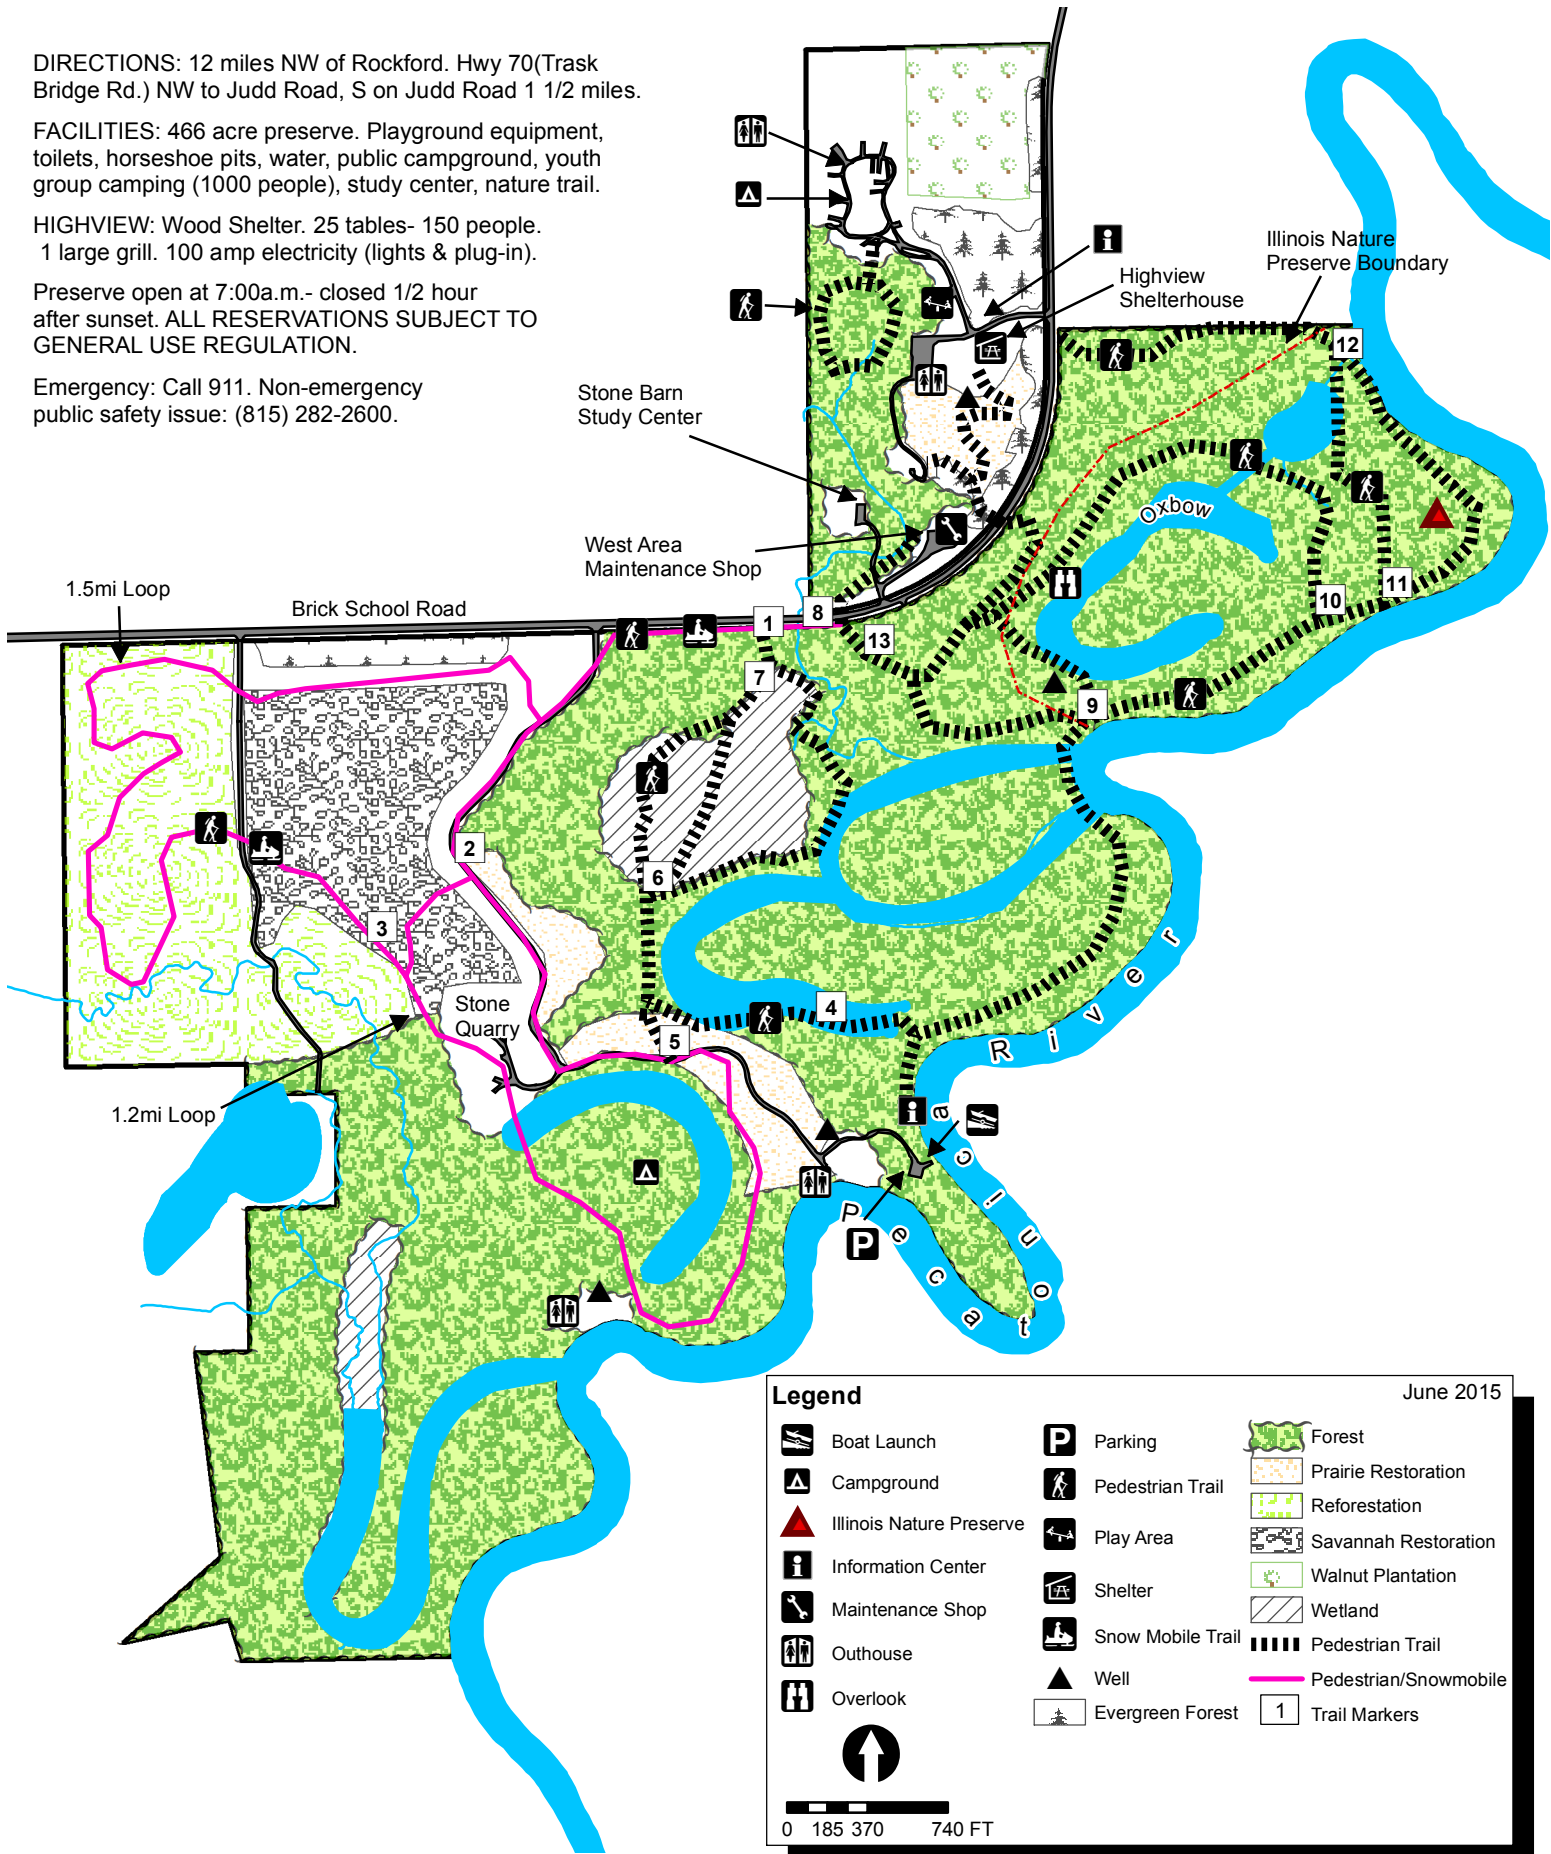 DIRECTIONS: 12 miles NW of Rockford. Hwy 70(Trask
Bridge Rd.) NW to Judd Road, S on Judd Road 1 1/2 miles.
FACILITIES: 466 acre preserve. Playground equipment,
toilets, horseshoe pits, water, public campground, youth
group camping (1000 people), study center, nature trail.
HIGHVIEW: Wood Shelter. 25 tables- 150 people.
1 large grill. 100 amp electricity (lights & plug-in).
Preserve open at 7:00a.m.- closed 1/2 hour
after sunset. ALL RESERVATIONS SUBJECT TO
GENERAL USE REGULATION.
Emergency: Call 911. Non-emergency
public safety issue: (815) 282-2600.
Illinois Nature
Preserve Boundary
Highview
Shelterhouse
12
Stone Barn
Study Center
Oxbow
West Area
Maintenance Shop
1.5mi Loop
Brick School Road
1
8
13
10
11
7
9
2
6
3
Stone
Quarry
4
5
1.2mi Loop
Pecatonica
River
P
Legend
June 2015
Boat Launch
Campground
Illinois Nature Preserve
Information Center
Maintenance Shop
Outhouse
Overlook
P Parking
Pedestrian Trail
Play Area
Shelter
Snow Mobile Trail
Well
Evergreen Forest
Forest
Prairie Restoration
Reforestation
Savannah Restoration
Walnut Plantation
Wetland
Pedestrian Trail
Pedestrian/Snowmobile
1 Trail Markers
0 185 370 740 FT